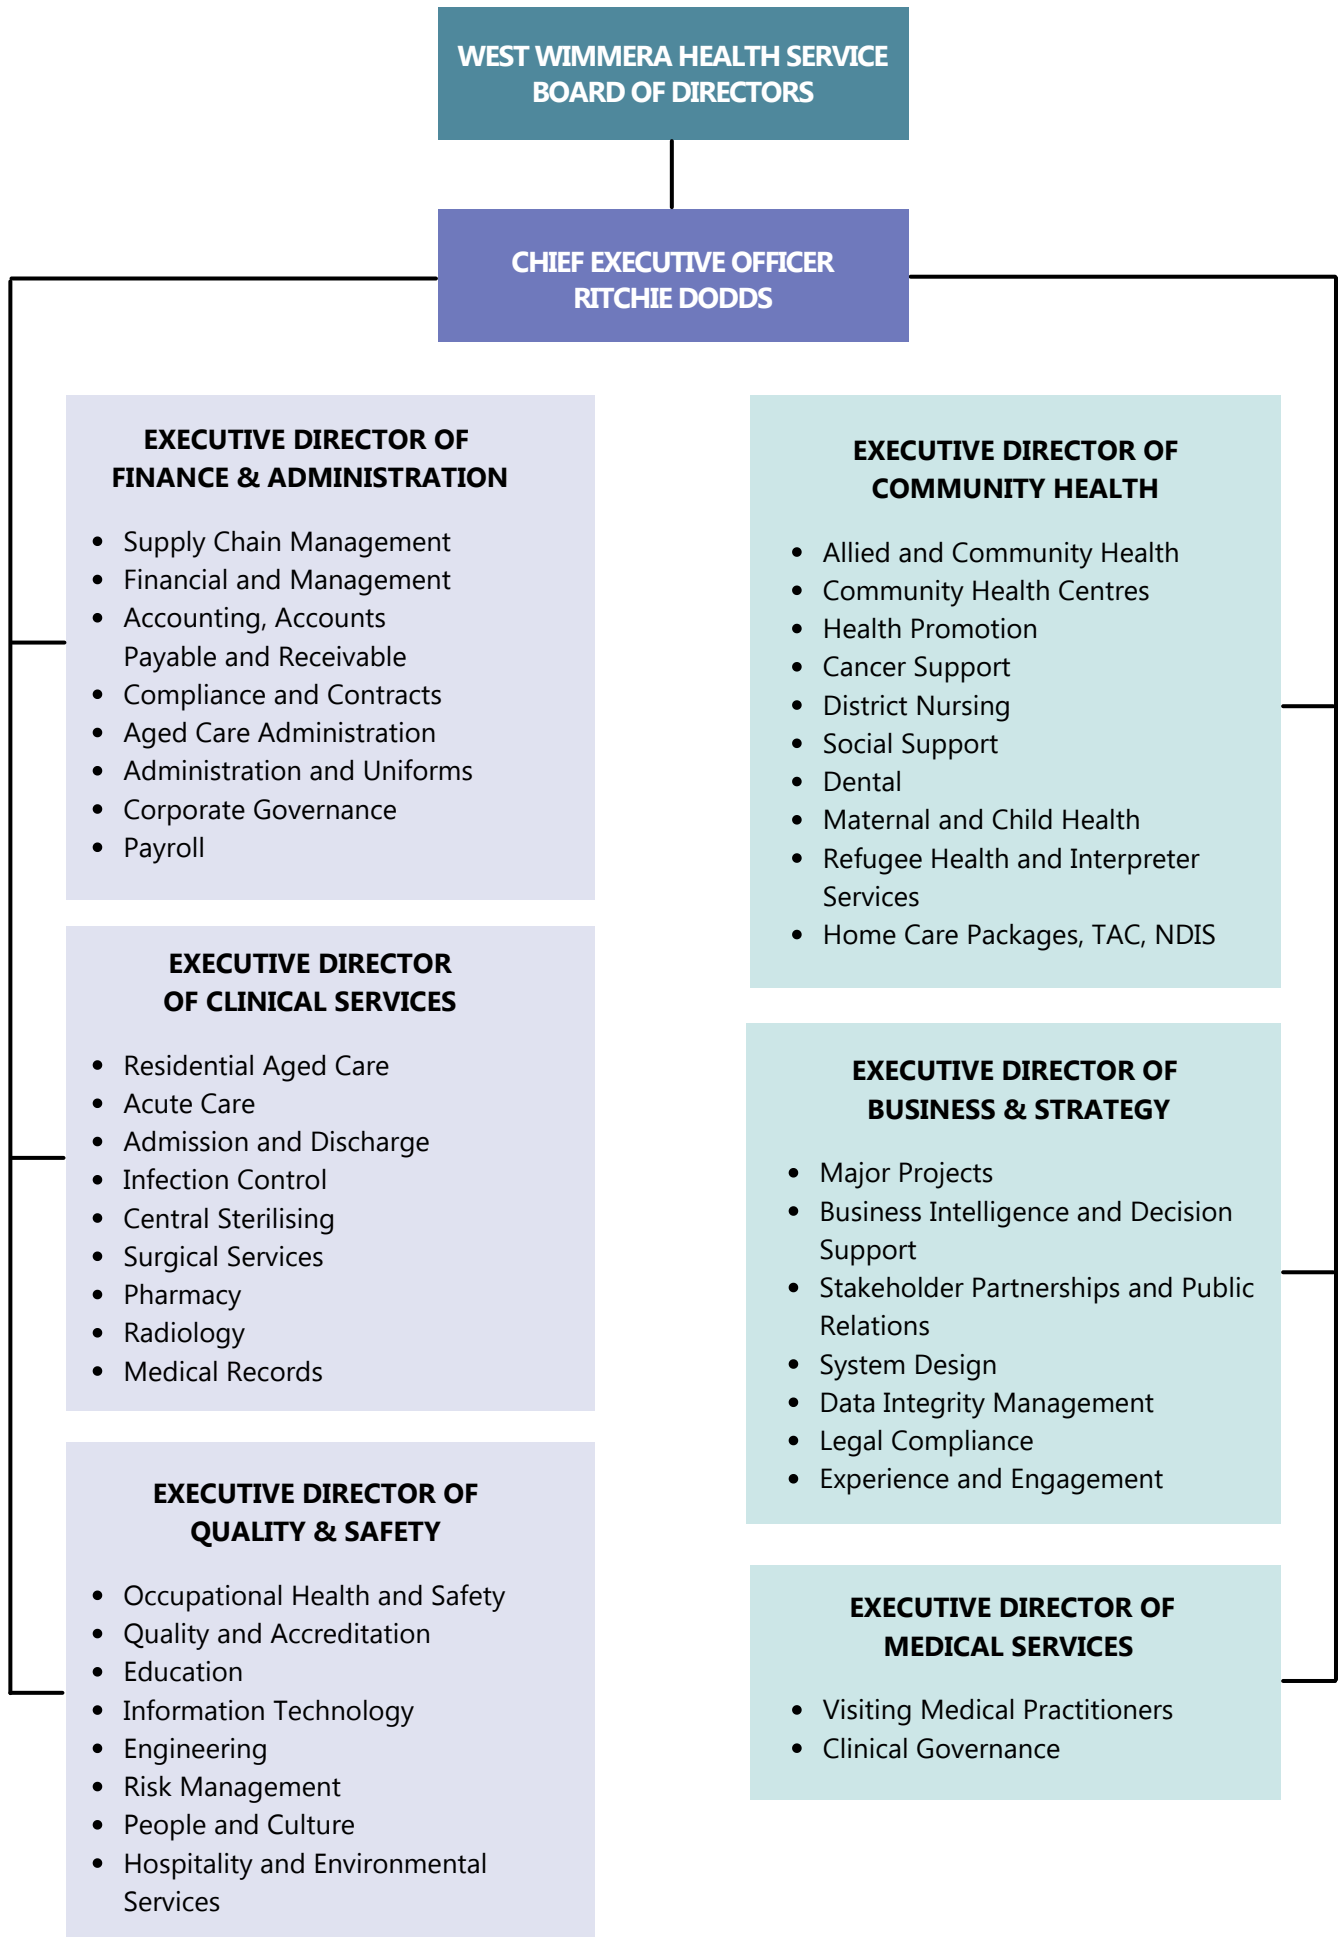 WEST WIMMERA HEALTH SERVICE
BOARD OF DIRECTORS
CHIEF EXECUTIVE OFFICER
RITCHIE DODDS
EXECUTIVE DIRECTOR OF
FINANCE & ADMINISTRATION
• Supply Chain Management
• Financial and Management
• Accounting, Accounts
Payable and Receivable
• Compliance and Contracts
• Aged Care Administration
• Administration and Uniforms
• Corporate Governance
• Payroll
EXECUTIVE DIRECTOR
OF CLINICAL SERVICES
• Residential Aged Care
• Acute Care
• Admission and Discharge
• Infection Control
• Central Sterilising
• Surgical Services
• Pharmacy
• Radiology
• Medical Records
EXECUTIVE DIRECTOR OF
QUALITY & SAFETY
• Occupational Health and Safety
• Quality and Accreditation
• Education
• Information Technology
• Engineering
• Risk Management
• People and Culture
• Hospitality and Environmental
Services
EXECUTIVE DIRECTOR OF
COMMUNITY HEALTH
• Allied and Community Health
• Community Health Centres
• Health Promotion
• Cancer Support
• District Nursing
• Social Support
• Dental
• Maternal and Child Health
• Refugee Health and Interpreter
Services
• Home Care Packages, TAC, NDIS
EXECUTIVE DIRECTOR OF
BUSINESS & STRATEGY
• Major Projects
• Business Intelligence and Decision
Support
• Stakeholder Partnerships and Public
Relations
• System Design
• Data Integrity Management
• Legal Compliance
• Experience and Engagement
EXECUTIVE DIRECTOR OF
MEDICAL SERVICES
• Visiting Medical Practitioners
• Clinical Governance